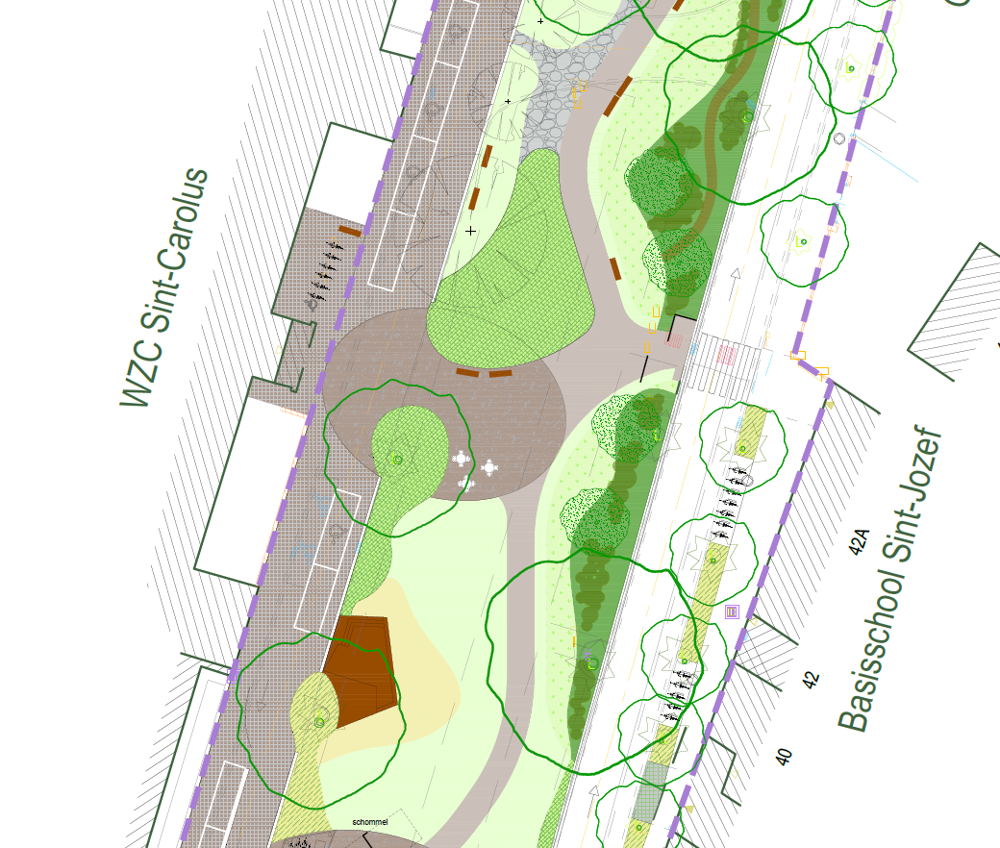 WZC Sint-Carolus
Basisschool Sint-Jozef
42A
42
40
schommel